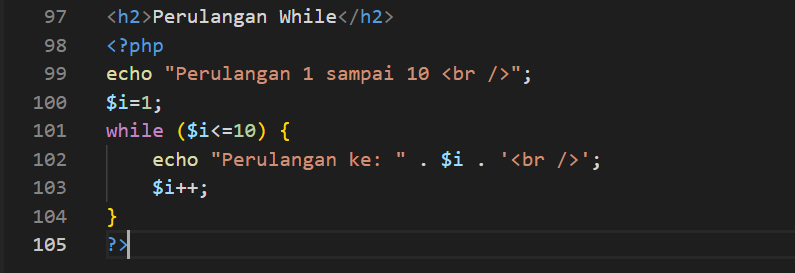 97 <h2>Perulangan While</h2>
98 <?php
99 echo "Perulangan 1 sampai 10 <br />";
100 $i=1;
101 while ($i<=10) {
102     echo "Perulangan ke: " . $i . '<br />';
103     $i++;
104 }
105 ?>